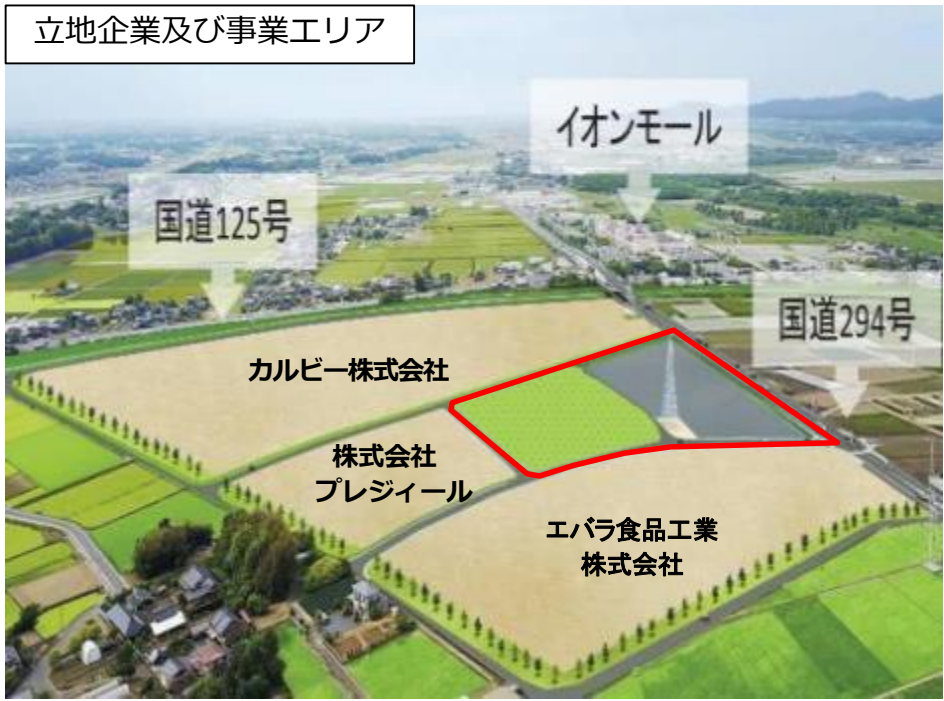 立地企業及び事業エリア
イオンモール
国道125号
国道294号
カルビー株式会社
株式会社
プレジィール
エバラ食品工業
株式会社